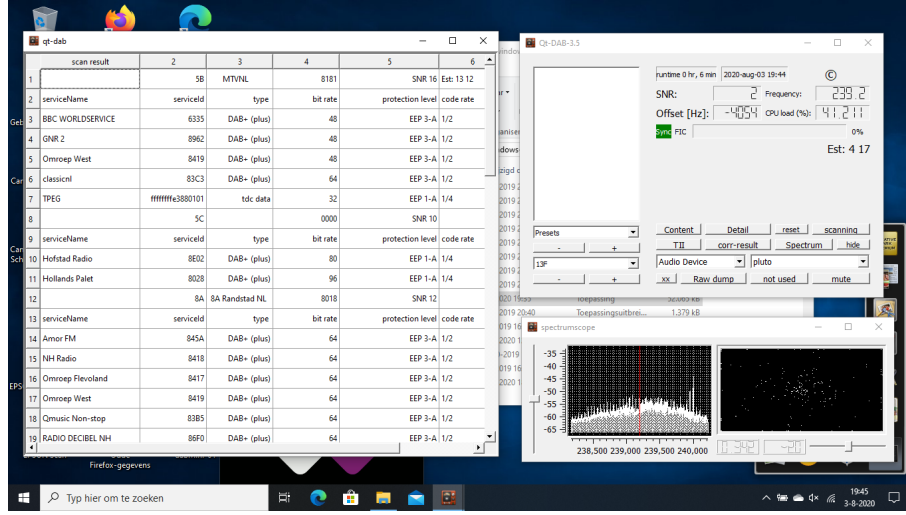 qt-dab
scan result 2 3 4 5 6
1 5B MTVNL 8181 SNR 16 Est: 13 12
2 serviceName serviceId type bit rate protection level code rate
3 BBC WORLDSERVICE 6335 DAB+ (plus) 48 EEP 3-A 1/2
4 GNR 2 8962 DAB+ (plus) 48 EEP 3-A 1/2
5 Omroep West 8419 DAB+ (plus) 48 EEP 3-A 1/2
6 classicnl 83C3 DAB+ (plus) 64 EEP 3-A 1/2
7 TPEG ffffffffe3880101 tdc data 32 EEP 1-A 1/4
8 5C 0000 SNR 10
9 serviceName serviceId type bit rate protection level code rate
10 Hofstad Radio 8E02 DAB+ (plus) 80 EEP 1-A 1/4
11 Hollands Palet 8028 DAB+ (plus) 96 EEP 1-A 1/4
12 8A 8A Randstad NL 8018 SNR 12
13 serviceName serviceId type bit rate protection level code rate
14 Amor FM 845A DAB+ (plus) 64 EEP 3-A 1/2
15 NH Radio 8418 DAB+ (plus) 64 EEP 3-A 1/2
16 Omroep Flevoland 8417 DAB+ (plus) 64 EEP 3-A 1/2
17 Omroep West 8419 DAB+ (plus) 64 EEP 3-A 1/2
18 Qmusic Non-stop 83B5 DAB+ (plus) 64 EEP 3-A 1/2
19 RADIO DECIBEL NH 86F0 DAB+ (plus) 64 EEP 3-A 1/2
Firefox-gegevens
Qt-DAB-3.5
runtime 0 hr, 6 min 2020-aug-03 19:44 ©
SNR: 2 Frequency: 239.2
Offset [Hz]: -4054 CPU load (%): 41.211
Sync FIC 0%
Est: 4 17
Presets Content Detail reset scanning
- + TII corr-result Spectrum hide
13F Audio Device pluto
- + xx Raw dump not used mute
Toepassing 52.065 kB
2019 20:40 Toepassingsuitbrei... 1.379 kB
spectrumscope
-35
-40
-45
-50
-55
-60
-65
238,500 239,000 239,500 240,000
Typ hier om te zoeken
19:45
3-8-2020